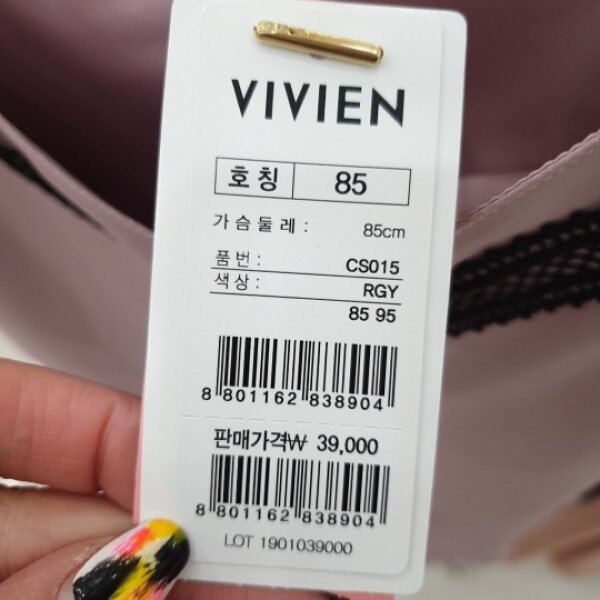 VIVIEN
호칭 85
가슴둘레 : 85cm
품번 : CS015
색상 : RGY
85 95
8 801162 838904
판매가격₩ 39,000
8 801162 838904
LOT 1901039000